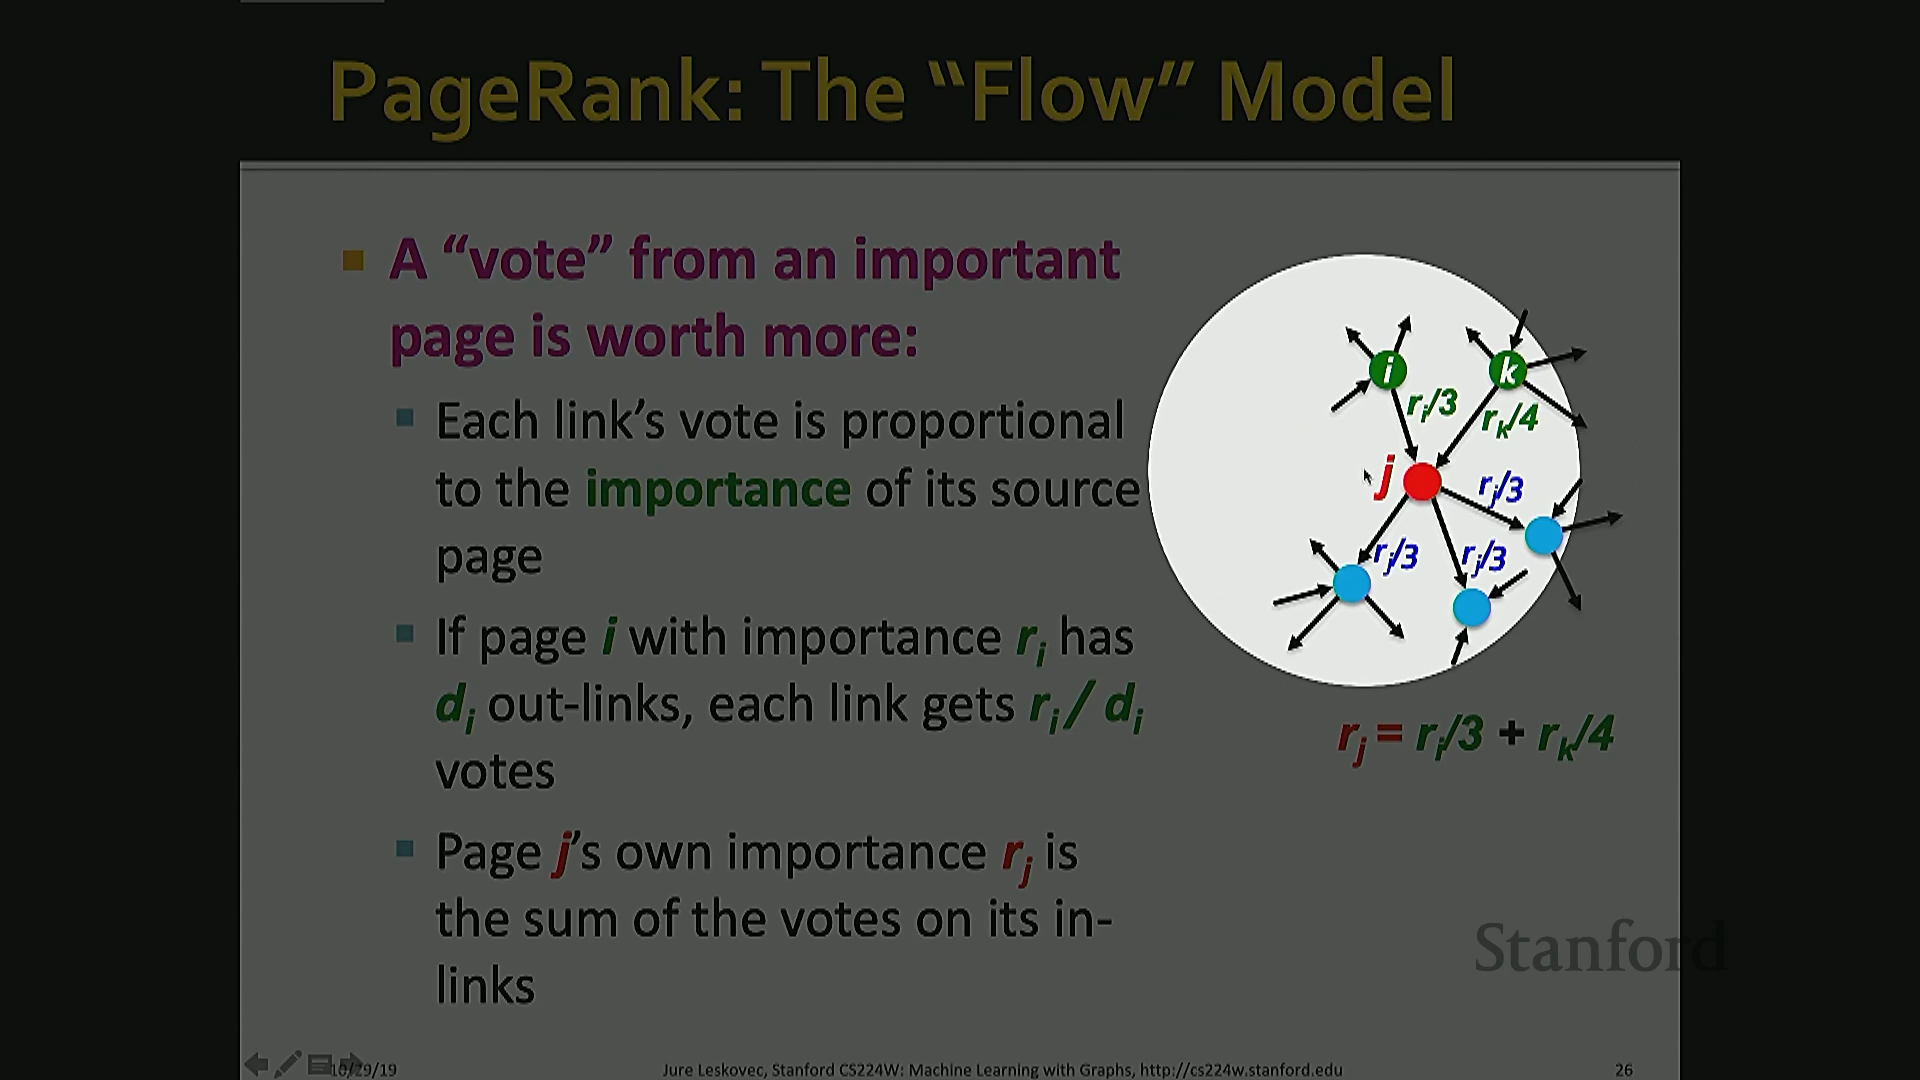 PageRank: The “Flow” Model
A “vote” from an important
page is worth more:
Each link’s vote is proportional
to the importance of its source
page
If page i with importance ri has
di out-links, each link gets ri / di
votes
Page j’s own importance rj is
the sum of the votes on its in-
links
i
k
ri/3
rk/4
j
rj/3
rj/3
rj/3
rj = ri/3 + rk/4
Stanford
10/29/19
Jure Leskovec, Stanford CS224W: Machine Learning with Graphs, http://cs224w.stanford.edu
26